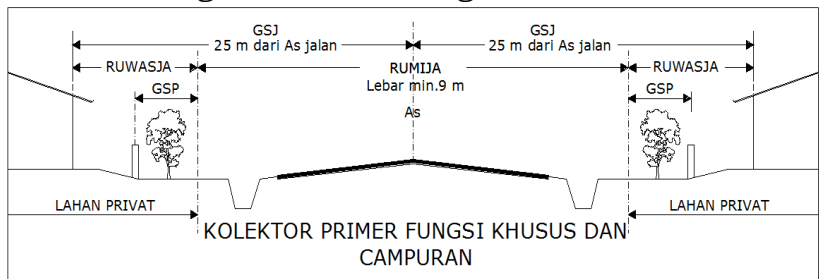 GSJ
GSJ
25 m dari As jalan
25 m dari As jalan
RUWASJA
RUMIJA
RUWASJA
Lebar min.9 m
GSP
GSP
As
LAHAN PRIVAT
LAHAN PRIVAT
KOLEKTOR PRIMER FUNGSI KHUSUS DAN
CAMPURAN